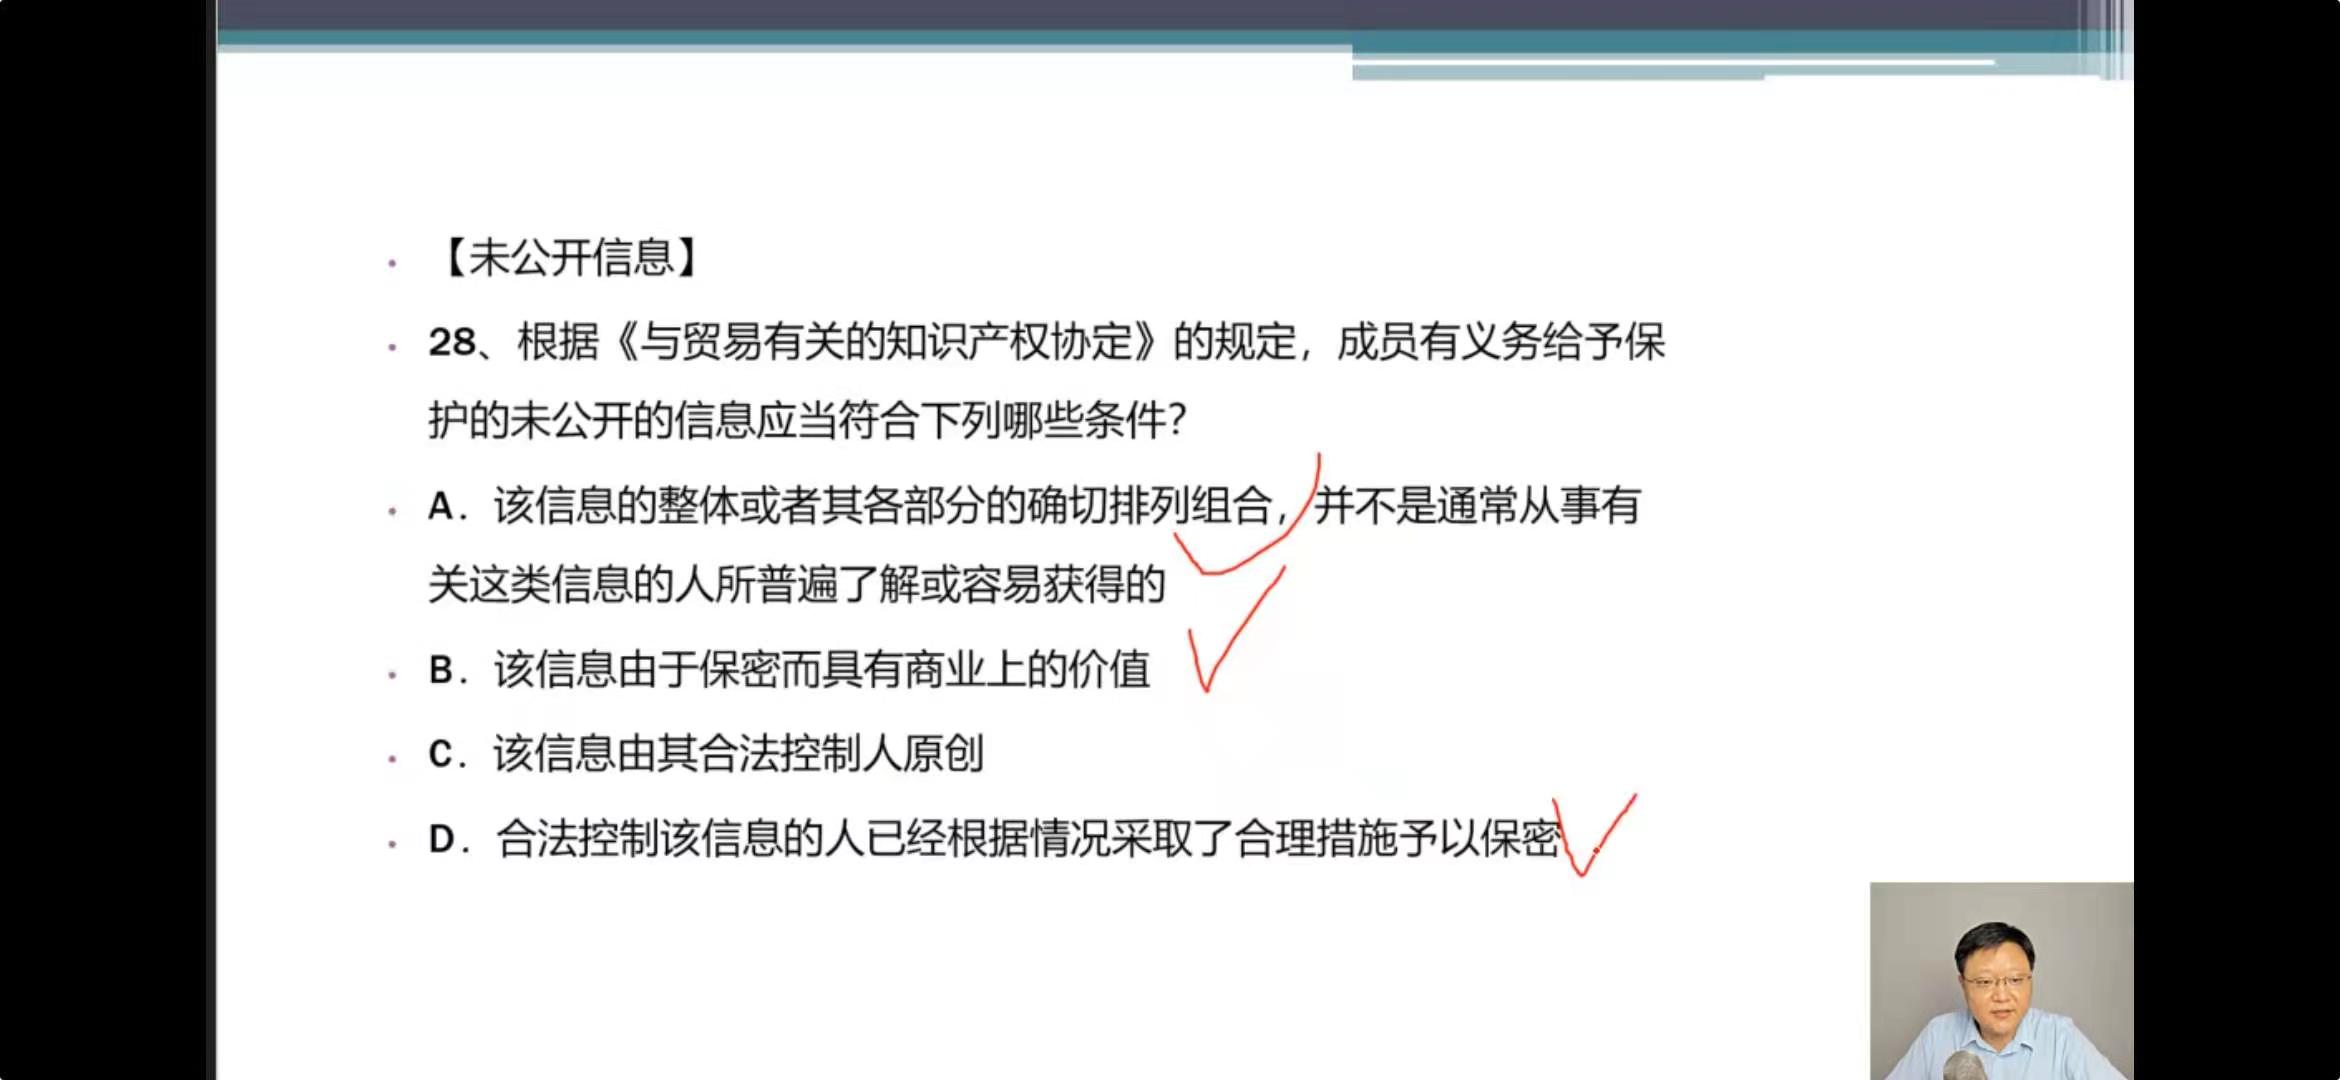 【未公开信息】
28、根据《与贸易有关的知识产权协定》的规定，成员有义务给予保
护的未公开的信息应当符合下列哪些条件？
A．该信息的整体或者其各部分的确切排列组合，并不是通常从事有
关这类信息的人所普遍了解或容易获得的
B．该信息由于保密而具有商业上的价值
C．该信息由其合法控制人原创
D．合法控制该信息的人已经根据情况采取了合理措施予以保密